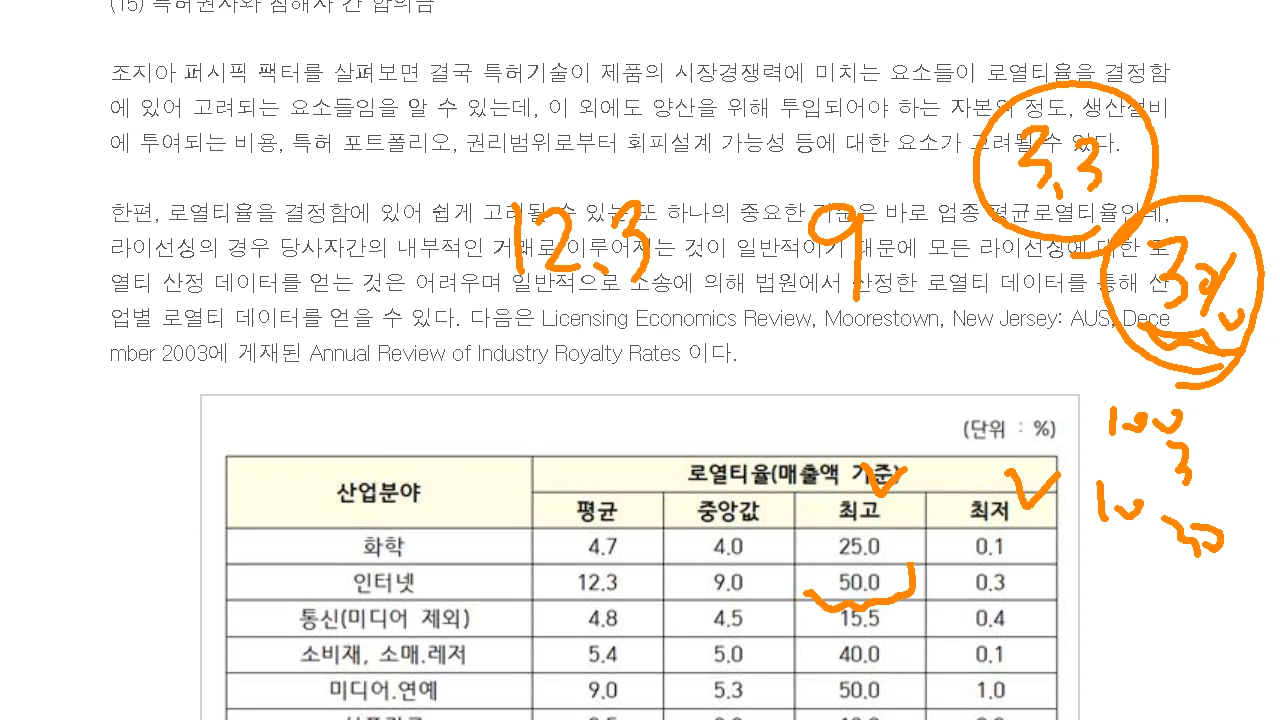 (15) 특허권자와 침해자 간 합의금
조지아 퍼시픽 팩터를 살펴보면 결국 특허기술이 제품의 시장경쟁력에 미치는 요소들이 로열티율을 결정함
에 있어 고려되는 요소들임을 알 수 있는데, 이 외에도 양산을 위해 투입되어야 하는 자본의 정도, 생산설비
에 투여되는 비용, 특허 포트폴리오, 권리범위로부터 회피설계 가능성 등에 대한 요소가 고려될 수 있다.
3.3
한편, 로열티율을 결정함에 있어 쉽게 고려될 수 있는 또 하나의 중요한 기준은 바로 업종 평균로열티율인데,
12.3 9
라이선싱의 경우 당사자간의 내부적인 거래로 이루어지는 것이 일반적이기 때문에 모든 라이선싱에 대한 로
3%
열티 산정 데이터를 얻는 것은 어려우며 일반적으로 소송에 의해 법원에서 산정한 로열티 데이터를 통해 산
업별 로열티 데이터를 얻을 수 있다. 다음은 Licensing Economics Review, Moorestown, New Jersey: AUS, Dece
mber 2003에 게재된 Annual Review of Industry Royalty Rates 이다.
(단위 : %)
100
3
10
50
산업분야 로열티율(매출액 기준)
평균 중앙값 최고 최저
화학 4.7 4.0 25.0 0.1
인터넷 12.3 9.0 50.0 0.3
통신(미디어 제외) 4.8 4.5 15.5 0.4
소비재, 소매.레저 5.4 5.0 40.0 0.1
미디어.연예 9.0 5.3 50.0 1.0